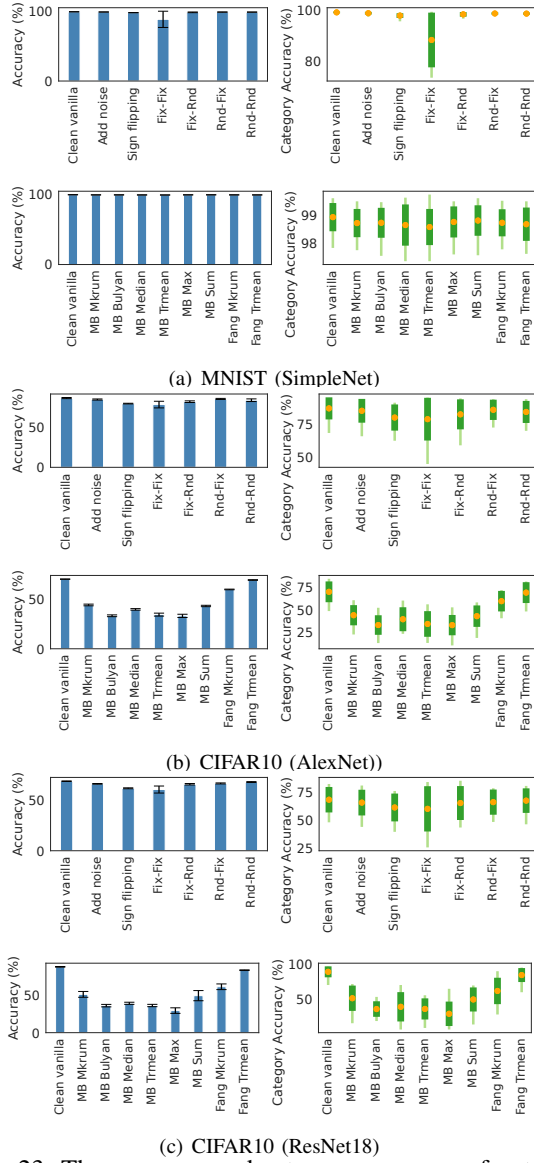 Accuracy (%)
100
0
Clean vanilla
Add noise
Sign flipping
Fix-Fix
Fix-Rnd
Rnd-Fix
Rnd-Rnd
Category Accuracy (%)
100
80
Clean vanilla
Add noise
Sign flipping
Fix-Fix
Fix-Rnd
Rnd-Fix
Rnd-Rnd
Accuracy (%)
100
0
Clean vanilla
MB Mkrum
MB Bulyan
MB Median
MB Trmean
MB Max
MB Sum
Fang Mkrum
Fang Trmean
Category Accuracy (%)
99
98
Clean vanilla
MB Mkrum
MB Bulyan
MB Median
MB Trmean
MB Max
MB Sum
Fang Mkrum
Fang Trmean
(a) MNIST (SimpleNet)
Accuracy (%)
50
0
Clean vanilla
Add noise
Sign flipping
Fix-Fix
Fix-Rnd
Rnd-Fix
Rnd-Rnd
Category Accuracy (%)
75
50
Clean vanilla
Add noise
Sign flipping
Fix-Fix
Fix-Rnd
Rnd-Fix
Rnd-Rnd
Accuracy (%)
50
0
Clean vanilla
MB Mkrum
MB Bulyan
MB Median
MB Trmean
MB Max
MB Sum
Fang Mkrum
Fang Trmean
Category Accuracy (%)
75
50
25
Clean vanilla
MB Mkrum
MB Bulyan
MB Median
MB Trmean
MB Max
MB Sum
Fang Mkrum
Fang Trmean
(b) CIFAR10 (AlexNet))
Accuracy (%)
50
0
Clean vanilla
Add noise
Sign flipping
Fix-Fix
Fix-Rnd
Rnd-Fix
Rnd-Rnd
Category Accuracy (%)
75
50
25
Clean vanilla
Add noise
Sign flipping
Fix-Fix
Fix-Rnd
Rnd-Fix
Rnd-Rnd
Accuracy (%)
50
0
Clean vanilla
MB Mkrum
MB Bulyan
MB Median
MB Trmean
MB Max
MB Sum
Fang Mkrum
Fang Trmean
Category Accuracy (%)
100
50
Clean vanilla
MB Mkrum
MB Bulyan
MB Median
MB Trmean
MB Max
MB Sum
Fang Mkrum
Fang Trmean
(c) CIFAR10 (ResNet18)